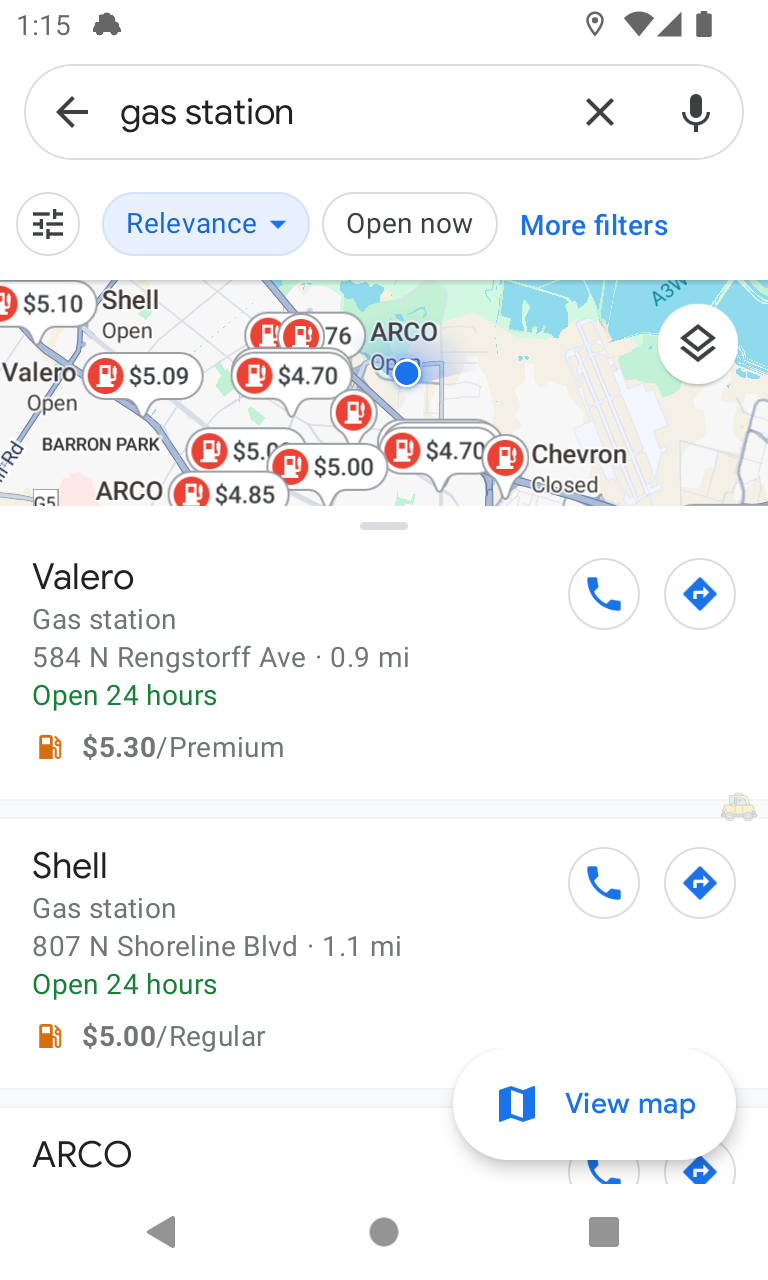 1:15
gas station
Relevance
Open now
More filters
$5.10
Shell
Open
A3W
76
ARCO
Open
Valero
Open
$5.09
$4.70
BARRON PARK
$5.0
$5.00
$4.70
Chevron
Closed
Rd
G5
ARCO
$4.85
Valero
Gas station
584 N Rengstorff Ave · 0.9 mi
Open 24 hours
$5.30/Premium
Shell
Gas station
807 N Shoreline Blvd · 1.1 mi
Open 24 hours
$5.00/Regular
View map
ARCO